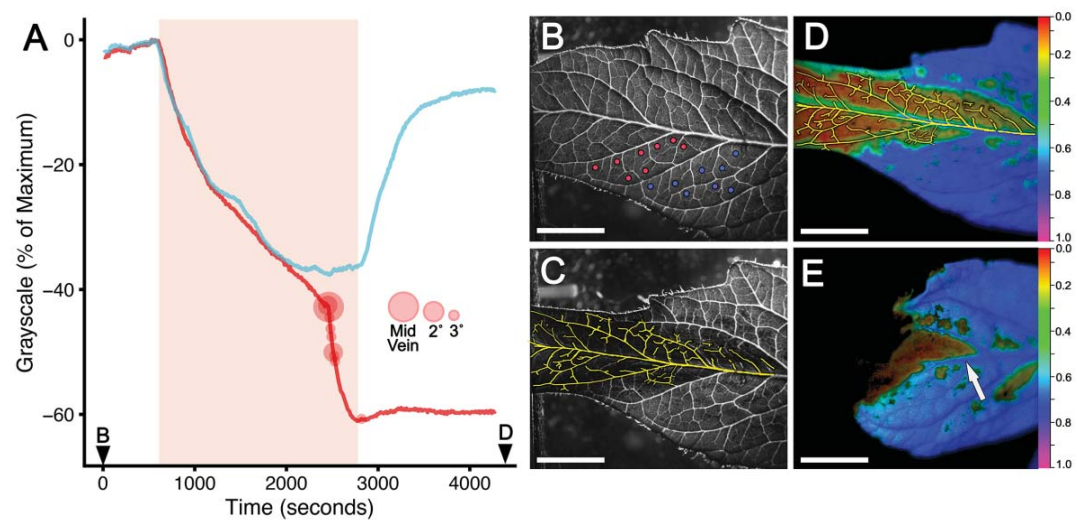 A
Grayscale (% of Maximum)
0
−20
−40
−60
Mid
Vein
2°
3°
B
D
0
1000
2000
3000
4000
Time (seconds)
B
C
D
0.0
0.2
0.4
0.6
0.8
1.0
E
0.0
0.2
0.4
0.6
0.8
1.0